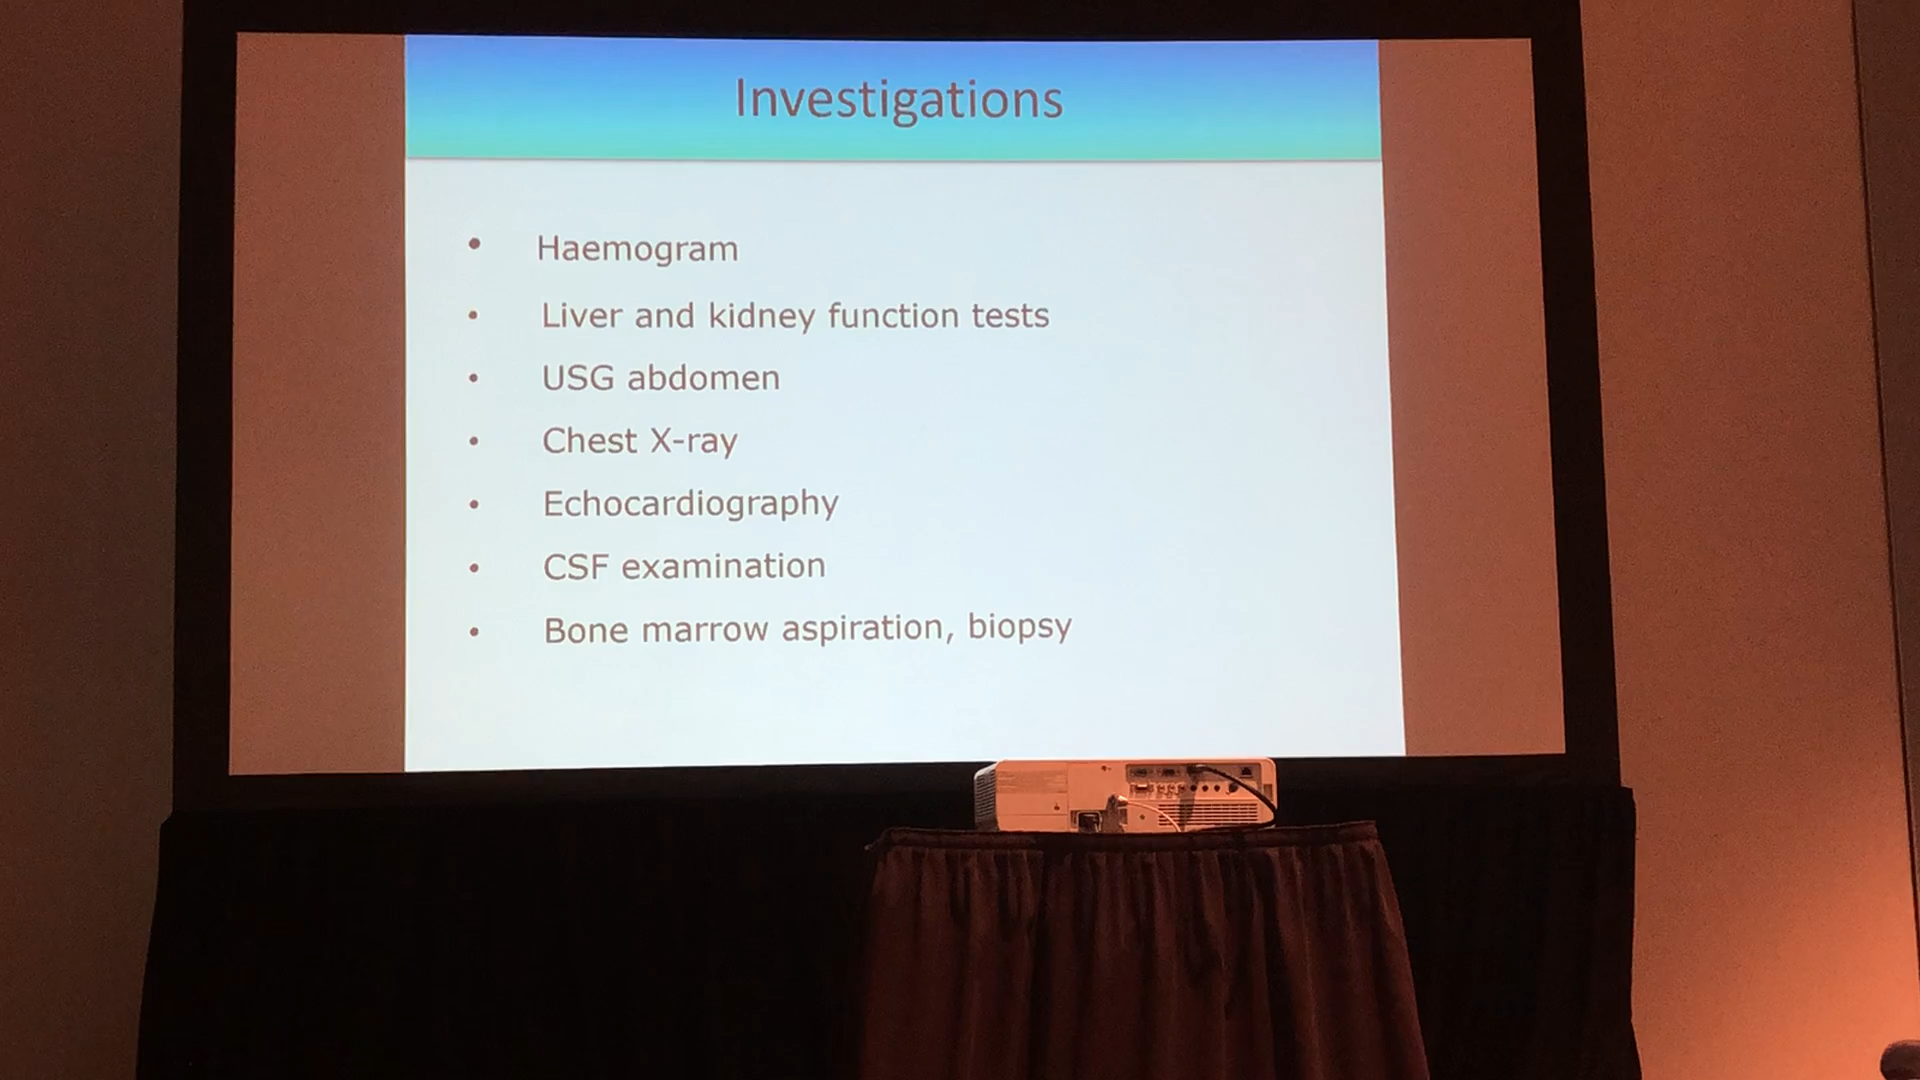 Investigations
• Haemogram
• Liver and kidney function tests
• USG abdomen
• Chest X-ray
• Echocardiography
• CSF examination
• Bone marrow aspiration, biopsy